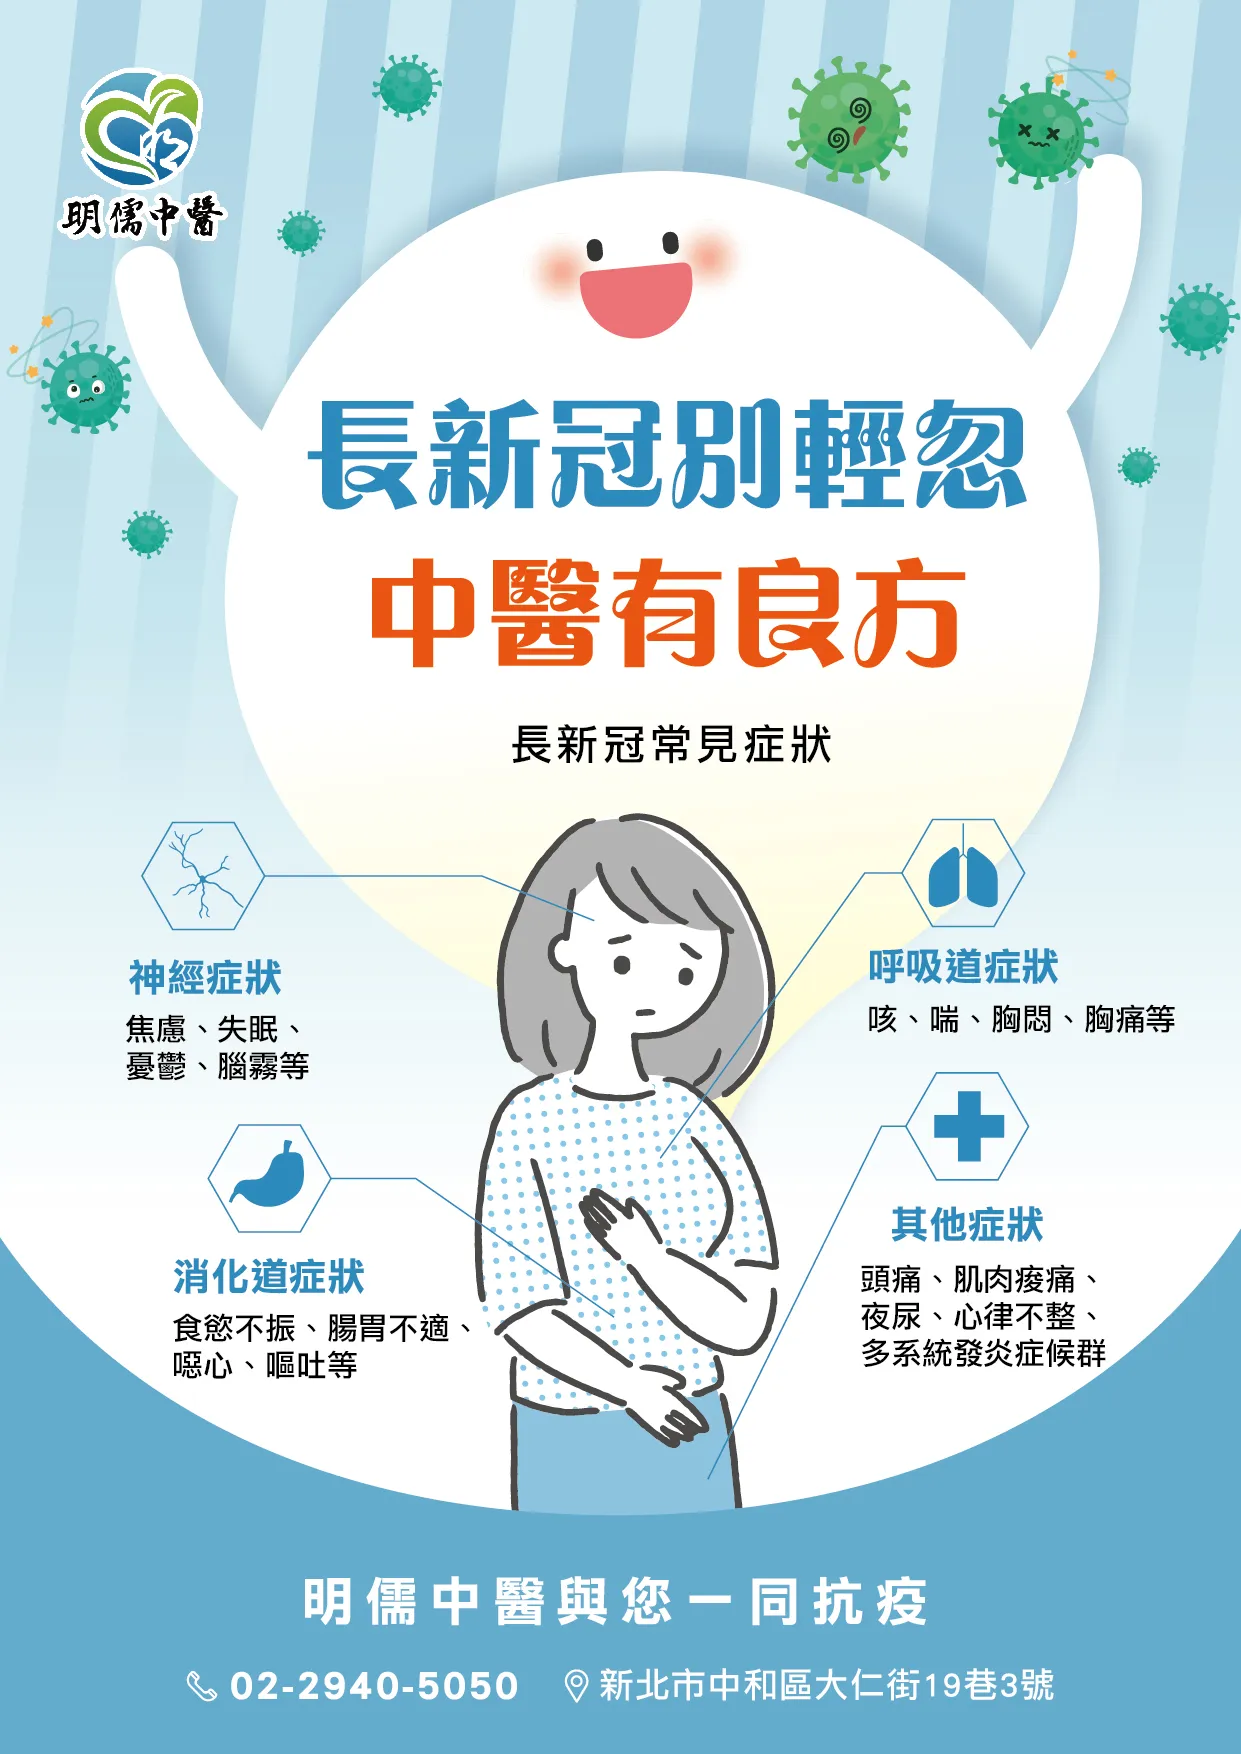 明儒中醫
長新冠別輕忽
中醫有良方
長新冠常見症狀
神經症狀
焦慮、失眠、
憂鬱、腦霧等
呼吸道症狀
咳、喘、胸悶、胸痛等
消化道症狀
食慾不振、腸胃不適、
噁心、嘔吐等
其他症狀
頭痛、肌肉痠痛、
夜尿、心律不整、
多系統發炎症候群
明儒中醫與您一同抗疫
02-2940-5050
新北市中和區大仁街19巷3號